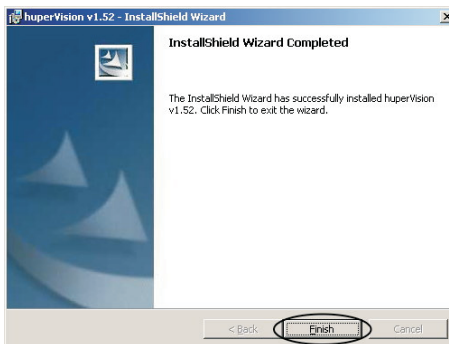 huperVision v1.52 - InstallShield Wizard
InstallShield Wizard Completed
The InstallShield Wizard has successfully installed huperVision
v1.52. Click Finish to exit the wizard.
< Back
Finish
Cancel